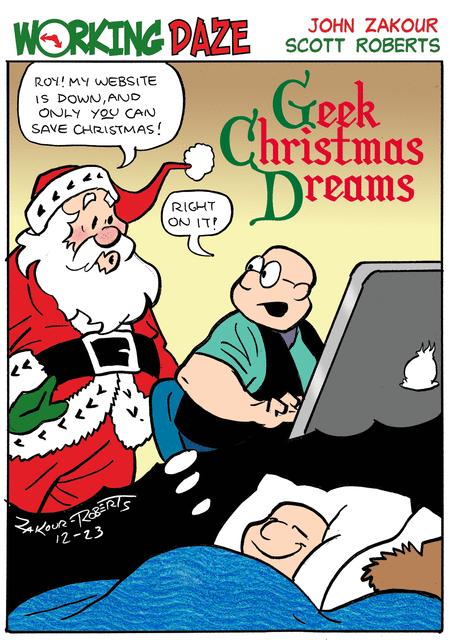 WORKING DAZE
JOHN ZAKOUR
SCOTT ROBERTS
ROY! MY WEBSITE
IS DOWN, AND
ONLY YOU CAN
SAVE CHRISTMAS!
Geek
Christmas
Dreams
RIGHT
ON IT!
ZAKOUR-ROBERTS
12-23